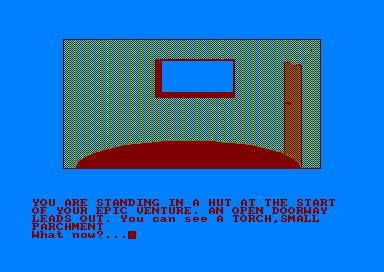 YOU ARE STANDING IN A HUT AT THE START
OF YOUR EPIC VENTURE. AN OPEN DOORWAY
LEADS OUT. You can see A TORCH,SMALL
PARCHMENT
What now?...